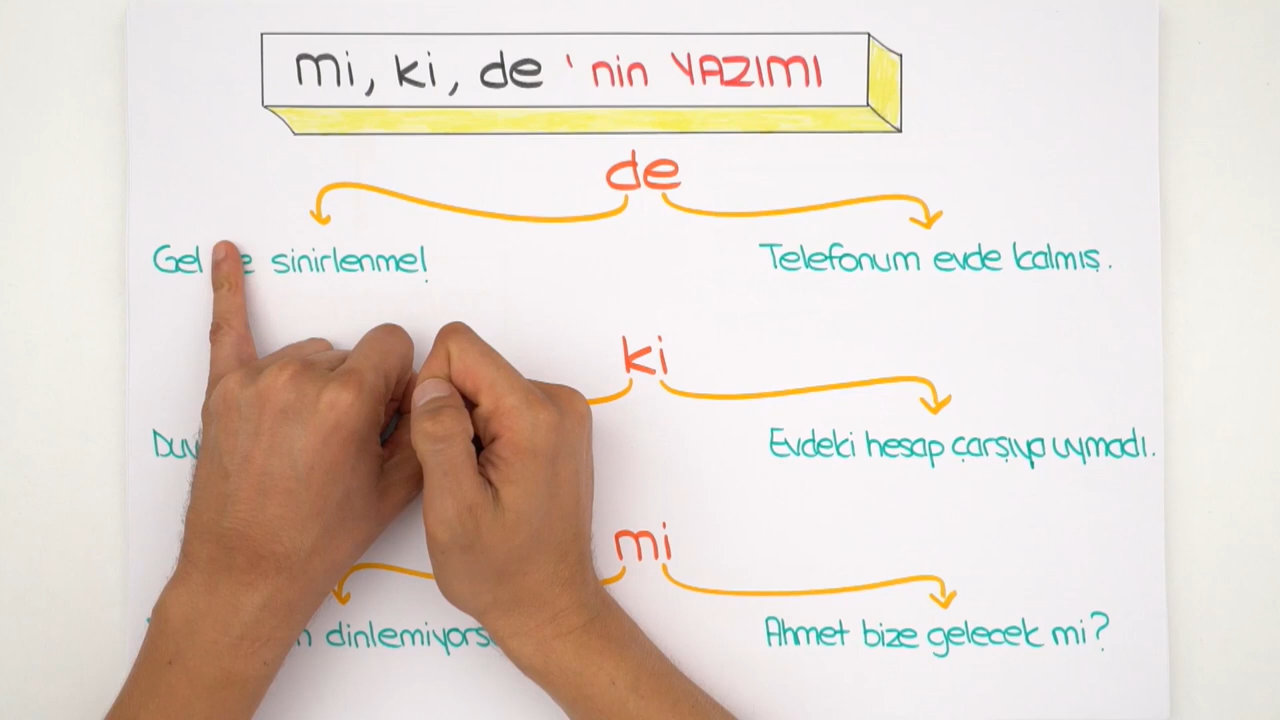 mi, ki, de 'nin YAZIMI
de
Gel sinirlenme!
Telefonum evde kalmış.
ki
Evdeki hesap çarşıya uymadı.
mi
dinlemiyors
Ahmet bize gelecek mi?